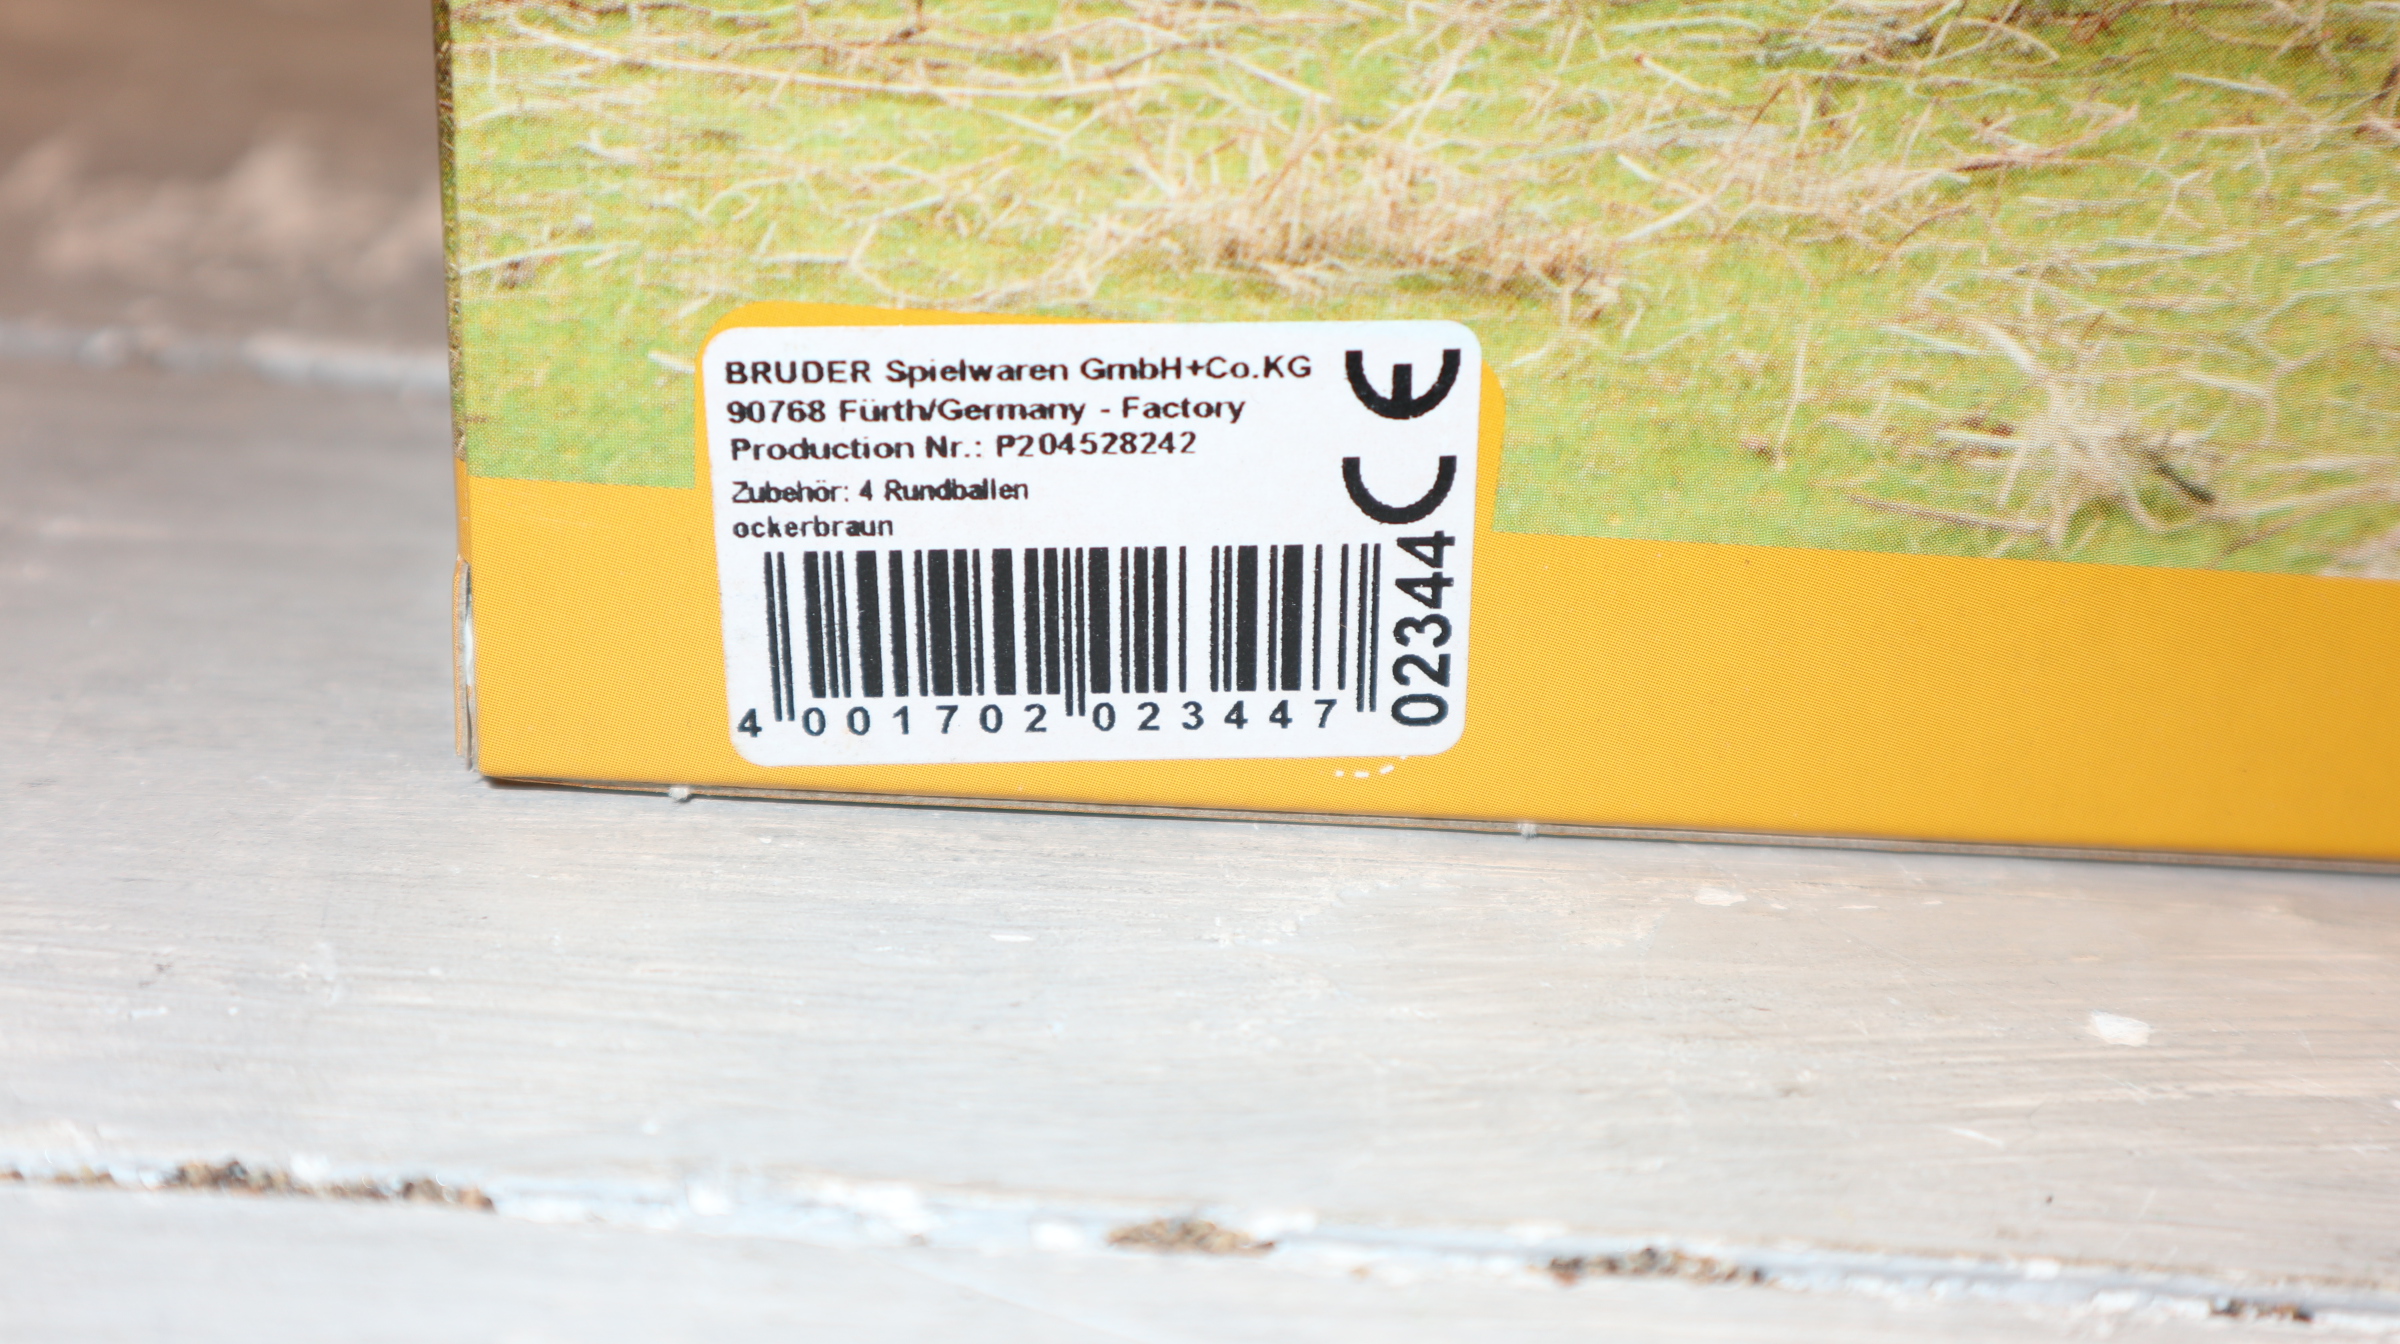 BRUDER Spielwaren GmbH+Co.KG
90768 Fürth/Germany - Factory
Production Nr.: P204528242
Zubehör: 4 Rundballen
ockerbraun
4 001702 023447
CE
02344